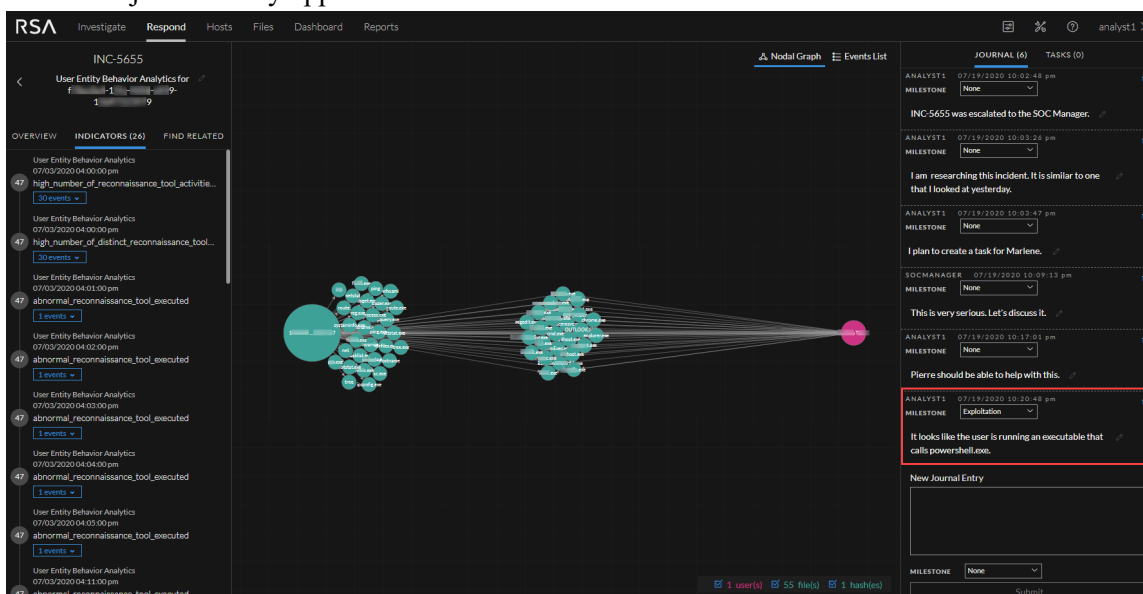 RSA Investigate Respond Hosts Files Dashboard Reports analyst1
INC-5655
User Entity Behavior Analytics for
9-
9
OVERVIEW INDICATORS (26) FIND RELATED
User Entity Behavior Analytics
07/03/2020 04:00:00 pm
47 high_number_of_reconnaissance_tool_activitie...
30 events
User Entity Behavior Analytics
07/03/2020 04:00:00 pm
47 high_number_of_distinct_reconnaissance_tool...
30 events
User Entity Behavior Analytics
07/03/2020 04:01:00 pm
47 abnormal_reconnaissance_tool_executed
1 events
User Entity Behavior Analytics
07/03/2020 04:02:00 pm
47 abnormal_reconnaissance_tool_executed
1 events
User Entity Behavior Analytics
07/03/2020 04:03:00 pm
47 abnormal_reconnaissance_tool_executed
1 events
User Entity Behavior Analytics
07/03/2020 04:04:00 pm
47 abnormal_reconnaissance_tool_executed
1 events
User Entity Behavior Analytics
07/03/2020 04:05:00 pm
47 abnormal_reconnaissance_tool_executed
1 events
User Entity Behavior Analytics
07/03/2020 04:11:00 pm
47 abnormal_reconnaissance_tool_executed
Nodal Graph Events List
chrome.exe
OUTLOOK
1 user(s) 55 file(s) 1 hash(es)
JOURNAL (6) TASKS (0)
ANALYST1 07/19/2020 10:02:48 pm
MILESTONE None
INC-5655 was escalated to the SOC Manager.
ANALYST1 07/19/2020 10:03:26 pm
MILESTONE None
I am researching this incident. It is similar to one
that I looked at yesterday.
ANALYST1 07/19/2020 10:03:47 pm
MILESTONE None
I plan to create a task for Marlene.
SOCMANAGER 07/19/2020 10:09:13 pm
MILESTONE None
This is very serious. Let's discuss it.
ANALYST1 07/19/2020 10:17:01 pm
MILESTONE None
Pierre should be able to help with this.
ANALYST1 07/19/2020 10:20:48 pm
MILESTONE Exploitation
It looks like the user is running an executable that
calls powershell.exe.
New Journal Entry
MILESTONE None
Submit